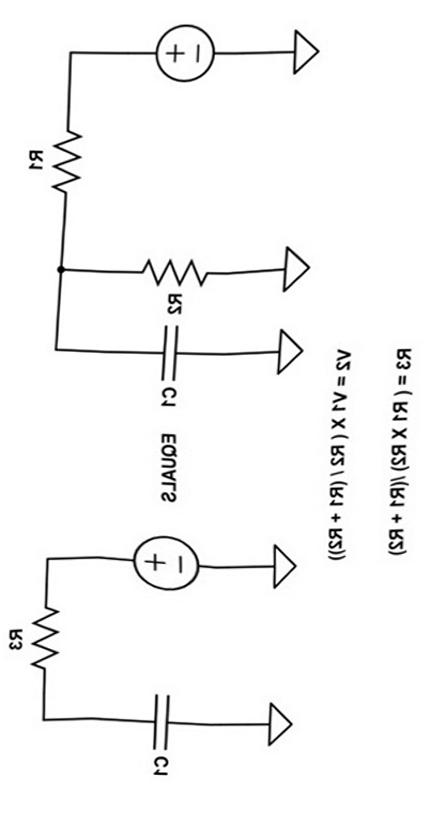 R1
R2
C1
EQUALS
R3
C1
V2 = V1 X ( R2 / (R1 + R2))
R3 = ( R1 X R2)/(R1 + R2)